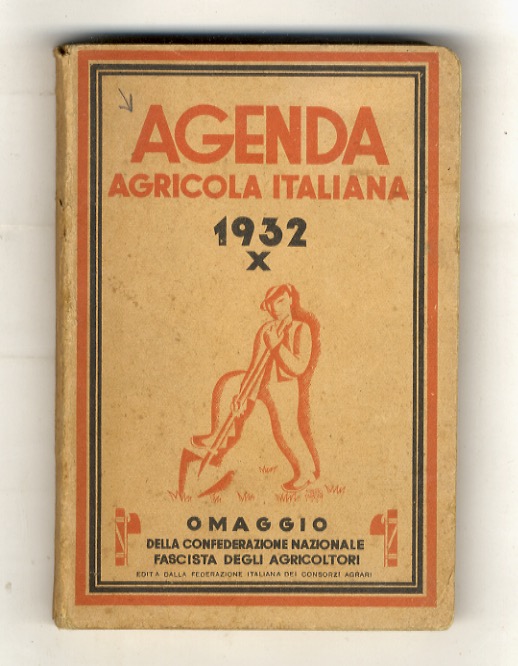 AGENDA
AGRICOLA ITALIANA
1932
X
OMAGGIO
DELLA CONFEDERAZIONE NAZIONALE
FASCISTA DEGLI AGRICOLTORI
EDITA DALLA FEDERAZIONE ITALIANA DEI CONSORZI AGRARI